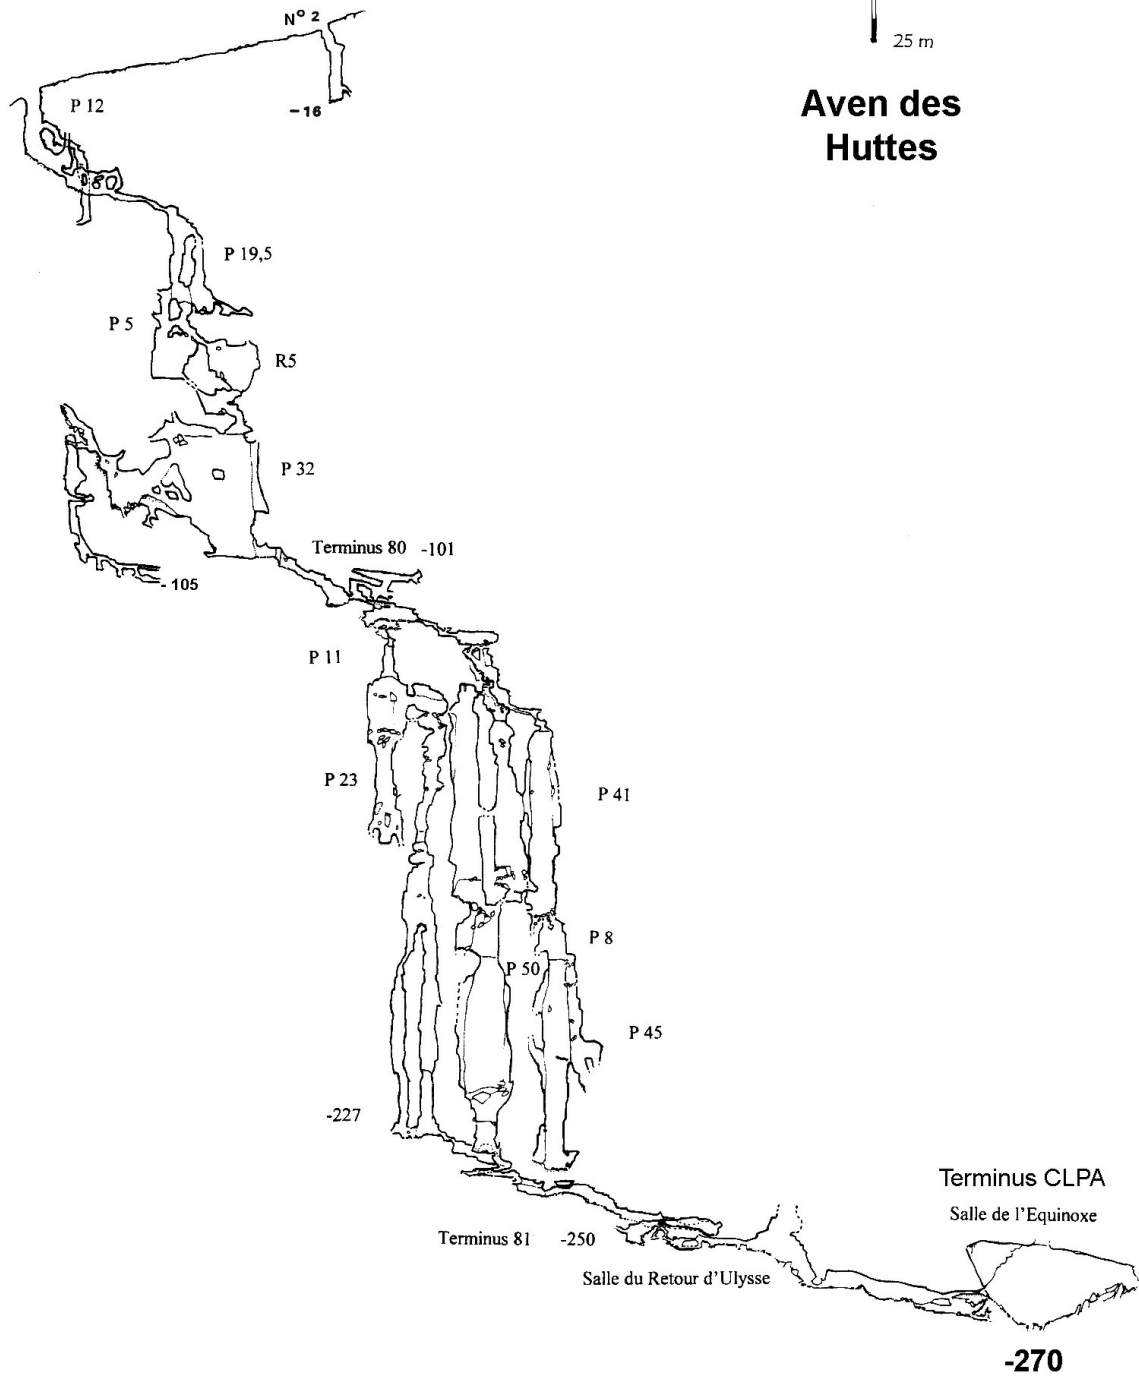 N° 2
25 m
Aven des
Huttes
P 12
-16
P 19,5
P 5
R5
P 32
Terminus 80 -101
- 105
P 11
P 23
P 41
P 8
P 50
P 45
-227
Terminus CLPA
Salle de l'Equinoxe
Terminus 81 -250
Salle du Retour d'Ulysse
-270